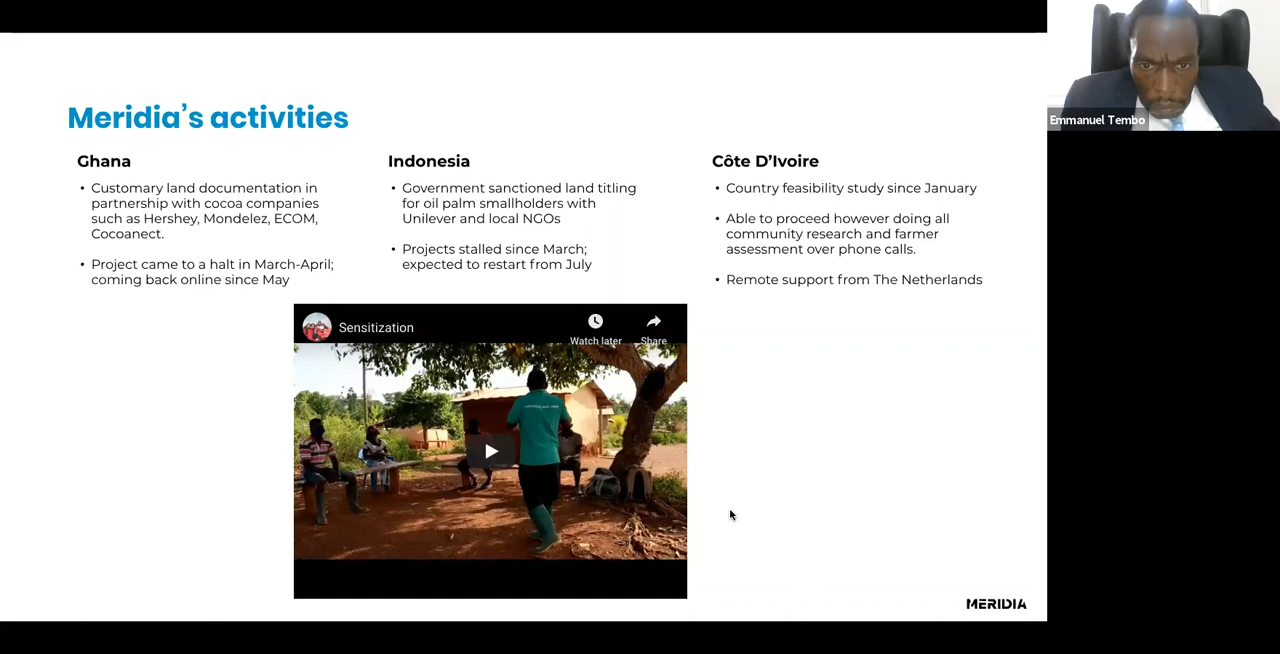 Meridia's activities
Ghana
• Customary land documentation in
partnership with cocoa companies
such as Hershey, Mondelez, ECOM,
Cocoanect.
• Project came to a halt in March-April;
coming back online since May
Indonesia
• Government sanctioned land titling
for oil palm smallholders with
Unilever and local NGOs
• Projects stalled since March;
expected to restart from July
Côte D'Ivoire
• Country feasibility study since January
• Able to proceed however doing all
community research and farmer
assessment over phone calls.
• Remote support from The Netherlands
Sensitization
Watch later
Share
MERIDIA
Emmanuel Tembo